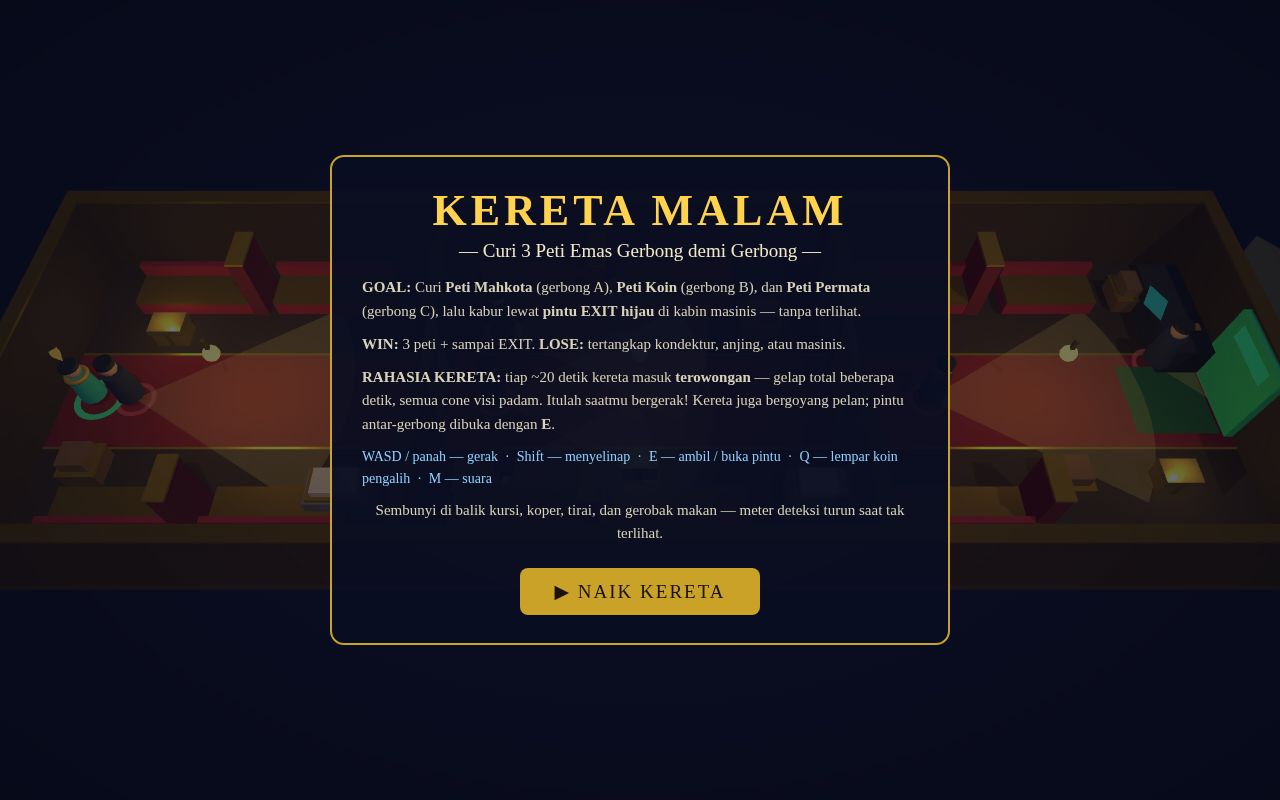 KERETA MALAM
— Curi 3 Peti Emas Gerbong demi Gerbong —
GOAL: Curi Peti Mahkota (gerbong A), Peti Koin (gerbong B), dan Peti Permata
(gerbong C), lalu kabur lewat pintu EXIT hijau di kabin masinis — tanpa terlihat.
WIN: 3 peti + sampai EXIT. LOSE: tertangkap kondektur, anjing, atau masinis.
RAHASIA KERETA: tiap ~20 detik kereta masuk terowongan — gelap total beberapa
detik, semua cone visi padam. Itulah saatmu bergerak! Kereta juga bergoyang pelan; pintu
antar-gerbong dibuka dengan E.
WASD / panah — gerak · Shift — menyelinap · E — ambil / buka pintu · Q — lempar koin
pengalih · M — suara
Sembunyi di balik kursi, koper, tirai, dan gerobak makan — meter deteksi turun saat tak
terlihat.
▶ NAIK KERETA